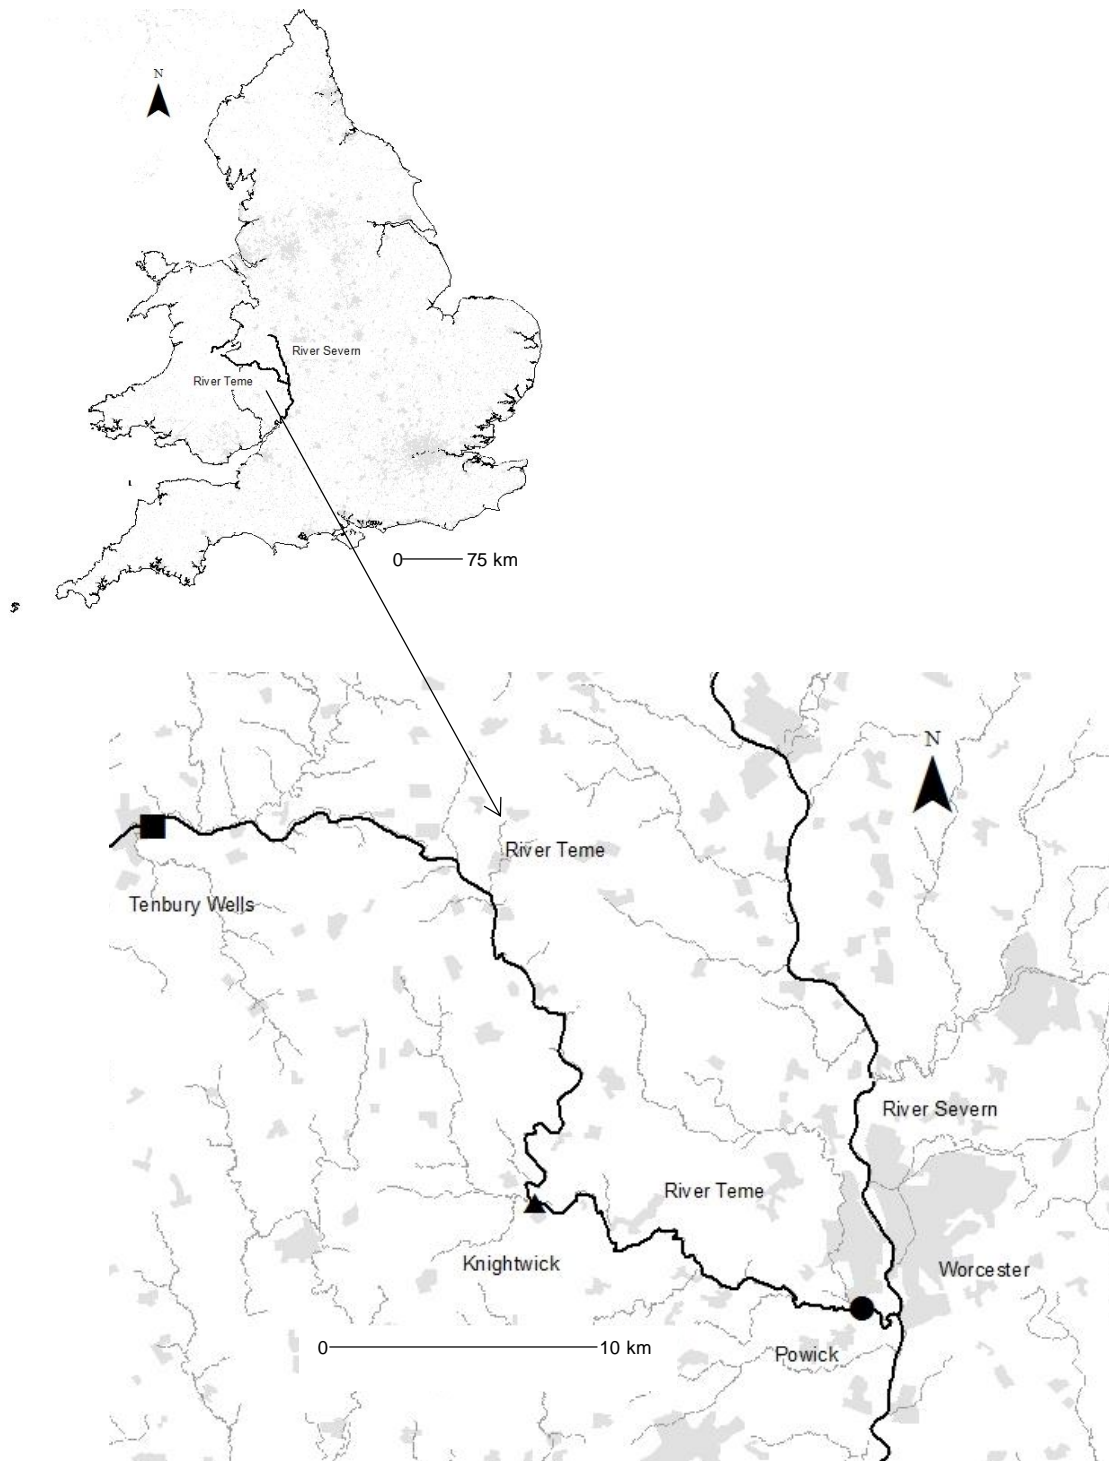 N
River Severn
River Teme
0 75 km
N
River Teme
Tenbury Wells
River Severn
River Teme
Knightwick
Worcester
0 10 km
Powick